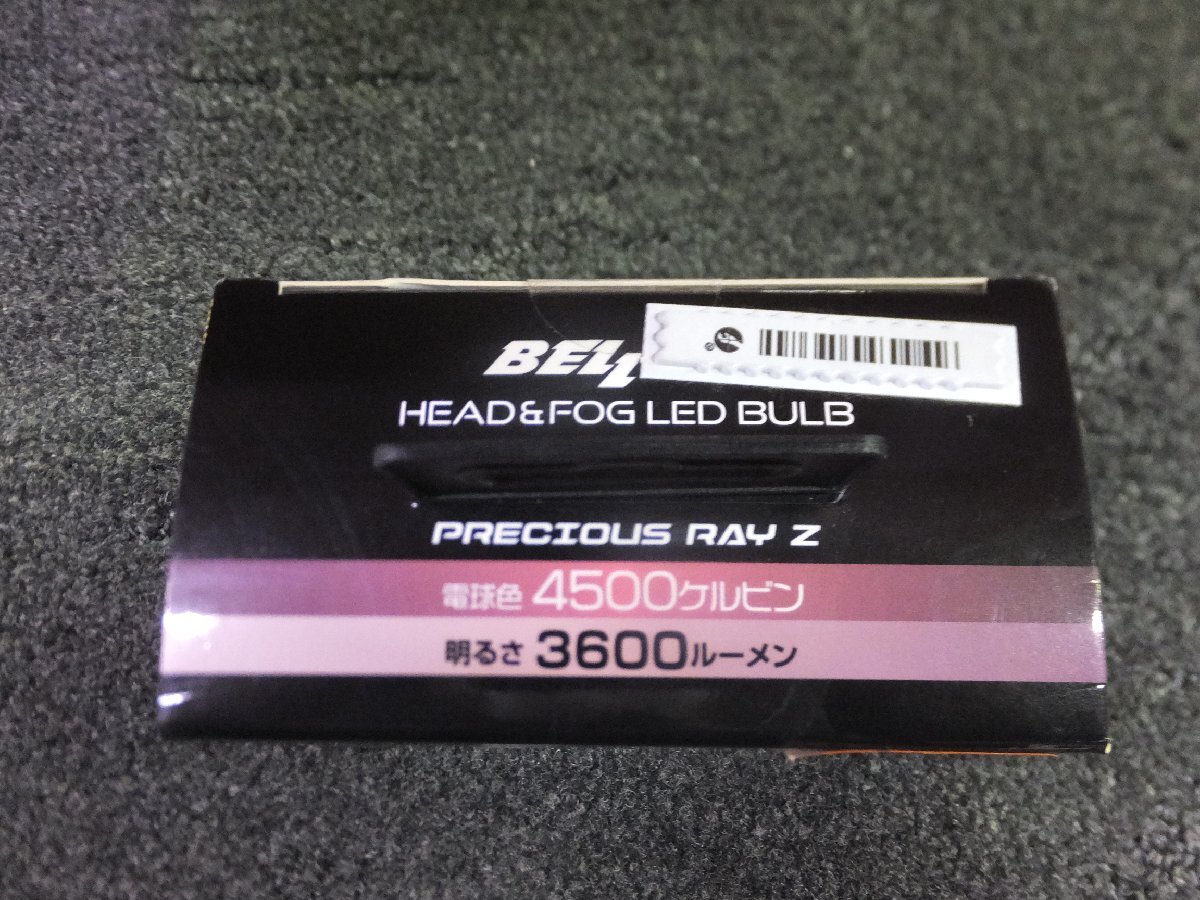 HEAD&FOG LED BULB
PRECIOUS RAY Z
電球色 4500ケルビン
明るさ 3600ルーメン